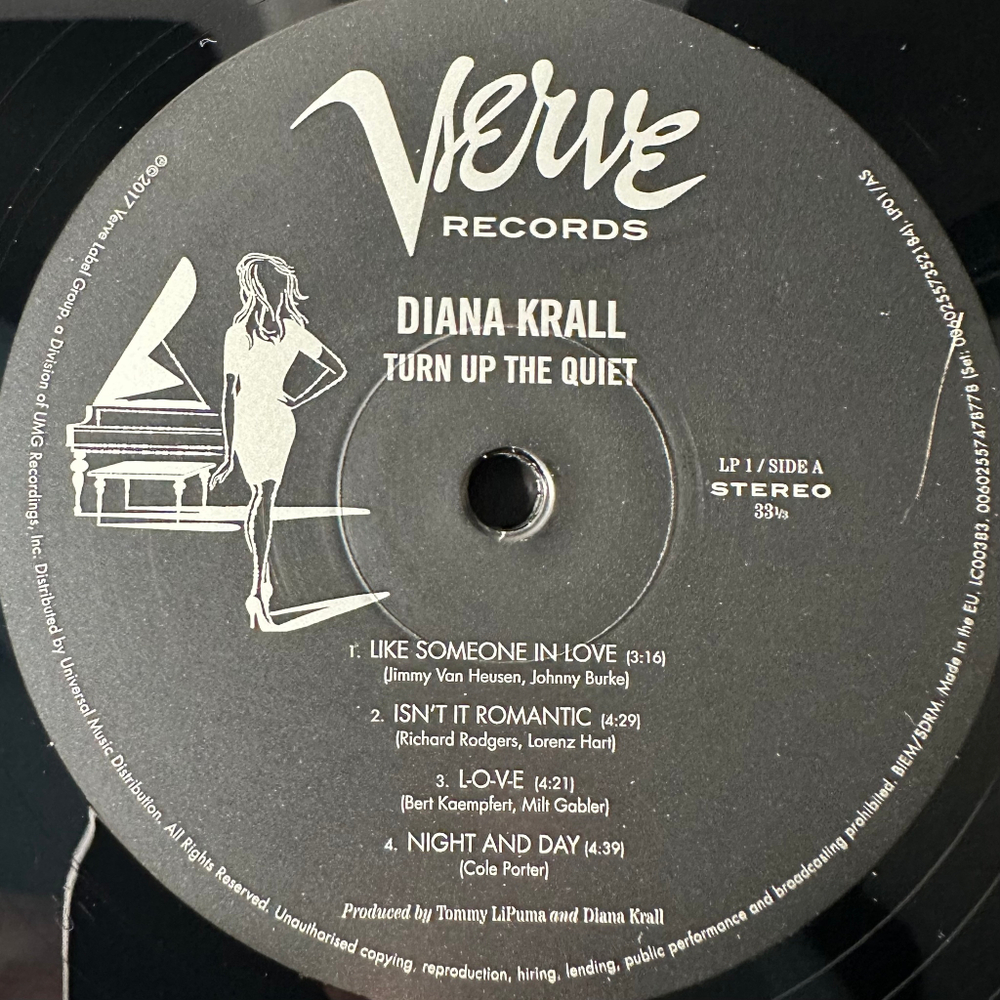 Verve
RECORDS
DIANA KRALL
TURN UP THE QUIET
LP 1 / SIDE A
STEREO
33⅓
1. LIKE SOMEONE IN LOVE (3:16)
(Jimmy Van Heusen, Johnny Burke)
2. ISN'T IT ROMANTIC (4:29)
(Richard Rodgers, Lorenz Hart)
3. L-O-V-E (4:21)
(Bert Kaempfert, Milt Gabler)
4. NIGHT AND DAY (4:39)
(Cole Porter)
Produced by Tommy LiPuma and Diana Krall
℗©2017 Verve Label Group, a Division of UMG Recordings, Inc. Distributed by Universal Music Distribution. All Rights Reserved. Unauthorised copying, reproduction, hiring, lending, public performance and broadcasting prohibited. BIEM/SDRM. Made in the EU. LC00383. 00602557478778 (Set: 00602557352184), LP01/AS